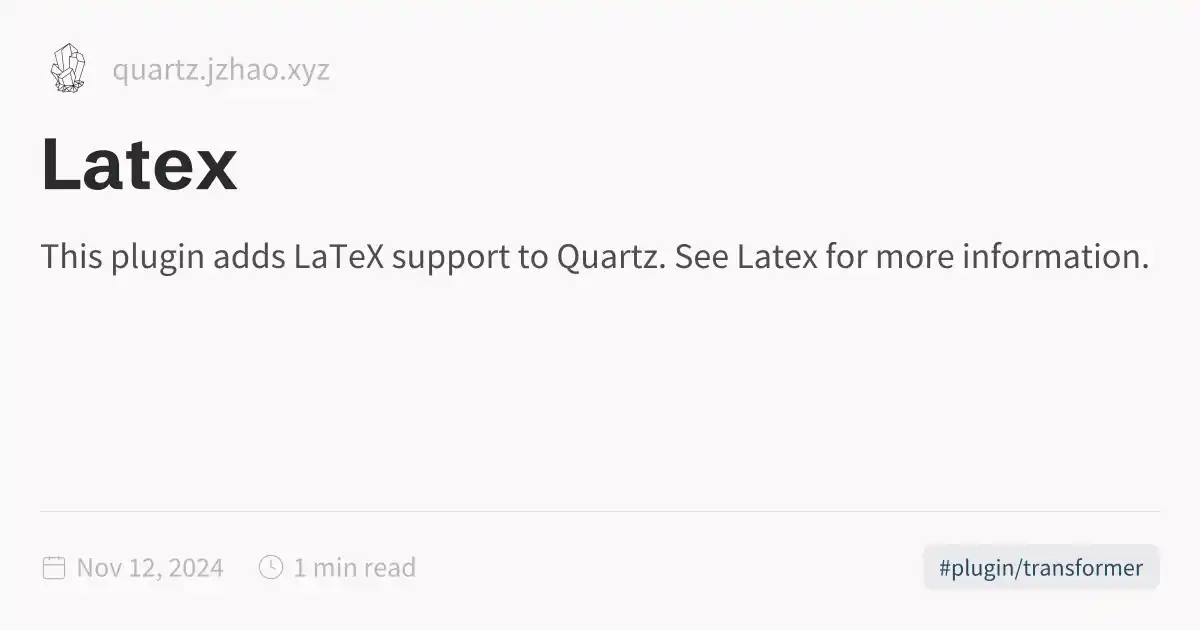 quartz.jzhao.xyz
Latex
This plugin adds LaTeX support to Quartz. See Latex for more information.
Nov 12, 2024 1 min read #plugin/transformer